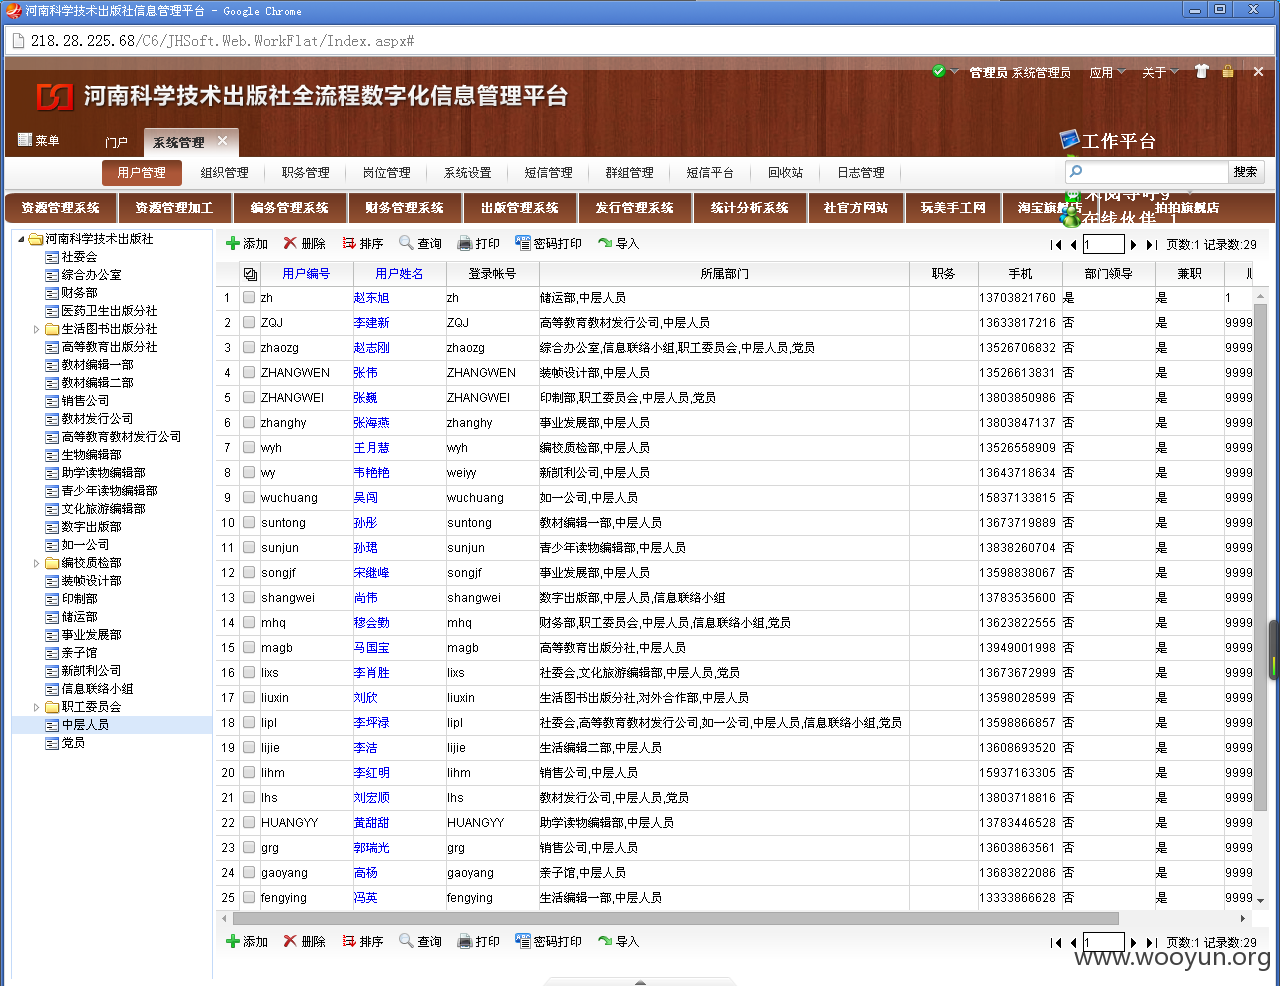 河南科学技术出版社信息管理平台 - Google Chrome
218.28.225.68/C6/JHSoft.Web.WorkFlat/Index.aspx#
管理员 系统管理员 应用 关于
河南科学技术出版社全流程数字化信息管理平台
菜单 门户 系统管理 工作平台
用户管理 组织管理 职务管理 岗位管理 系统设置 短信管理 群组管理 短信平台 回收站 日志管理 搜索
资源管理系统 资源管理加工 编务管理系统 财务管理系统 出版管理系统 发行管理系统 统计分析系统 社官方网站 玩美手工网 淘宝旗舰店 拍拍旗舰店
在线伙伴 1
河南科学技术出版社
社委会
综合办公室
财务部
医药卫生出版分社
生活图书出版分社
高等教育出版分社
教材编辑一部
教材编辑二部
销售公司
教材发行公司
高等教育教材发行公司
生物编辑部
助学读物编辑部
青少年读物编辑部
文化旅游编辑部
数字出版部
如一公司
编校质检部
装帧设计部
印制部
储运部
事业发展部
亲子馆
新凯利公司
信息联络小组
职工委员会
中层人员
党员
添加 删除 排序 查询 打印 密码打印 导入 1 页数:1 记录数:29
用户编号 用户姓名 登录帐号 所属部门 职务 手机 部门领导 兼职
1 zh 赵东旭 zh 储运部,中层人员 13703821760 是 是 1
2 ZQJ 李建新 ZQJ 高等教育教材发行公司,中层人员 13633817216 否 是 9999
3 zhaozg 赵志刚 zhaozg 综合办公室,信息联络小组,职工委员会,中层人员,党员 13526706832 否 是 9999
4 ZHANGWEN 张伟 ZHANGWEN 装帧设计部,中层人员 13526613831 否 是 9999
5 ZHANGWEI 张巍 ZHANGWEI 印制部,职工委员会,中层人员,党员 13803850986 否 是 9999
6 zhanghy 张海燕 zhanghy 事业发展部,中层人员 13803847137 否 是 9999
7 wyh 王月慧 wyh 编校质检部,中层人员 13526558909 否 是 9999
8 wy 韦艳艳 weiyy 新凯利公司,中层人员 13643718634 否 是 9999
9 wuchuang 吴闯 wuchuang 如一公司,中层人员 15837133815 否 是 9999
10 suntong 孙彤 suntong 教材编辑一部,中层人员 13673719889 否 是 9999
11 sunjun 孙珺 sunjun 青少年读物编辑部,中层人员 13838260704 否 是 9999
12 songjf 宋继峰 songjf 事业发展部,中层人员 13598838067 否 是 9999
13 shangwei 尚伟 shangwei 数字出版部,中层人员,信息联络小组 13783535600 否 是 9999
14 mhq 穆会勤 mhq 财务部,职工委员会,中层人员,信息联络小组,党员 13623822555 否 是 9999
15 magb 马国宝 magb 高等教育出版分社,中层人员 13949001998 否 是 9999
16 lixs 李肖胜 lixs 社委会,文化旅游编辑部,中层人员,党员 13673672999 否 是 9999
17 liuxin 刘欣 liuxin 生活图书出版分社,对外合作部,中层人员 13598028599 否 是 9999
18 lipl 李坪禄 lipl 社委会,高等教育教材发行公司,如一公司,中层人员,信息联络小组,党员 13598866857 否 是 9999
19 lijie 李洁 lijie 生活编辑二部,中层人员 13608693520 否 是 9999
20 lihm 李红明 lihm 销售公司,中层人员 15937163305 否 是 9999
21 lhs 刘宏顺 lhs 教材发行公司,中层人员,党员 13803718816 否 是 9999
22 HUANGYY 黄甜甜 HUANGYY 助学读物编辑部,中层人员 13783446528 否 是 9999
23 grg 郭瑞光 grg 销售公司,中层人员 13603863561 否 是 9999
24 gaoyang 高杨 gaoyang 亲子馆,中层人员 13683822086 否 是 9999
25 fengying 冯英 fengying 生活编辑一部,中层人员 13333866628 否 是 9999
添加 删除 排序 查询 打印 密码打印 导入 1 页数:1 记录数:29
www.wooyun.org